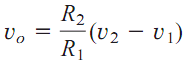 v_o = \frac{R_2}{R_1}(v_2 − v_1)